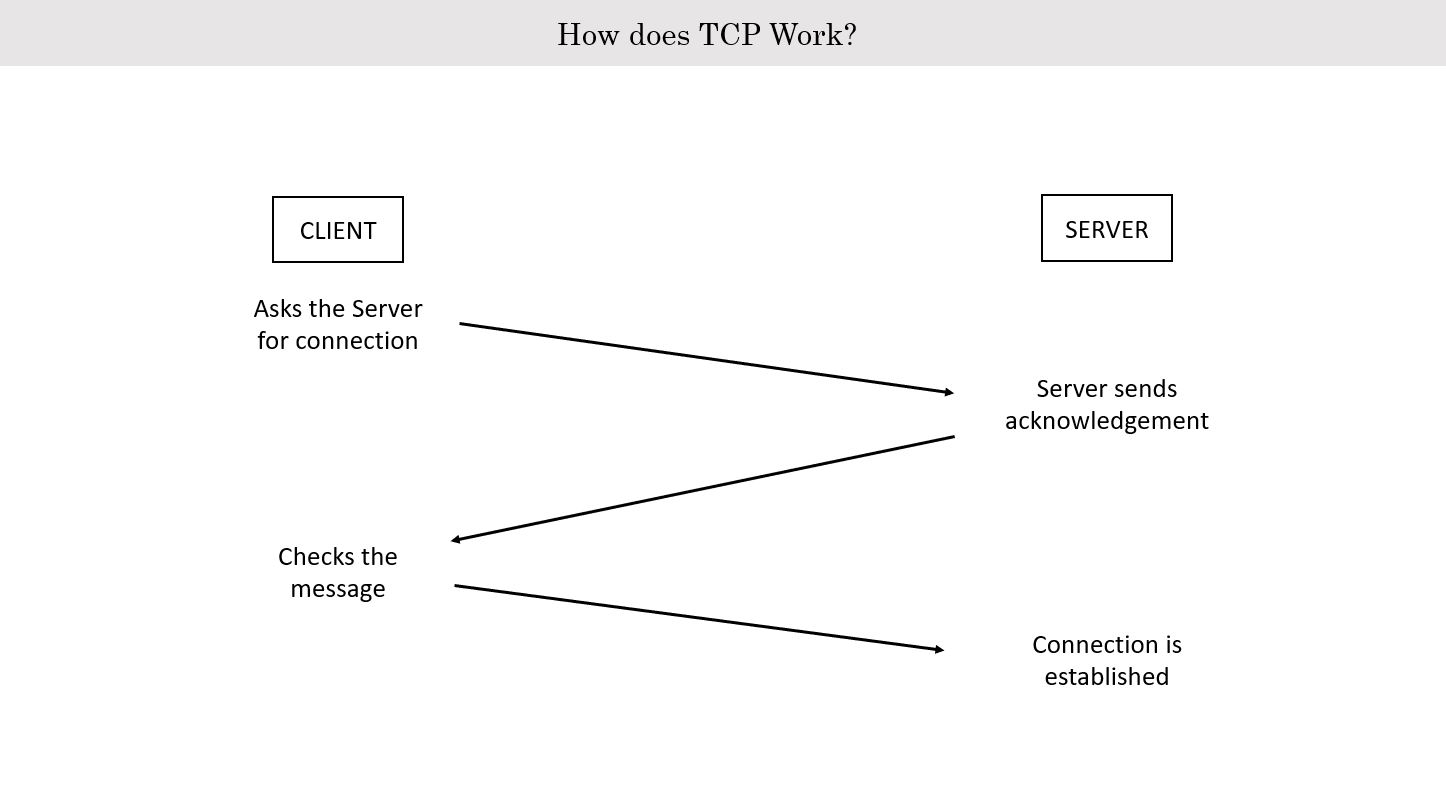 How does TCP Work?
CLIENT
SERVER
Asks the Server
for connection
Server sends
acknowledgement
Checks the
message
Connection is
established